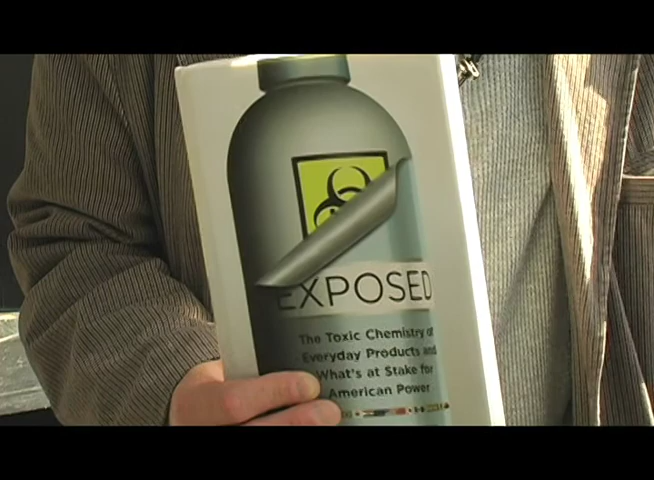 EXPOSED
The Toxic Chemistry of
Everyday Products and
What's at Stake for
American Power